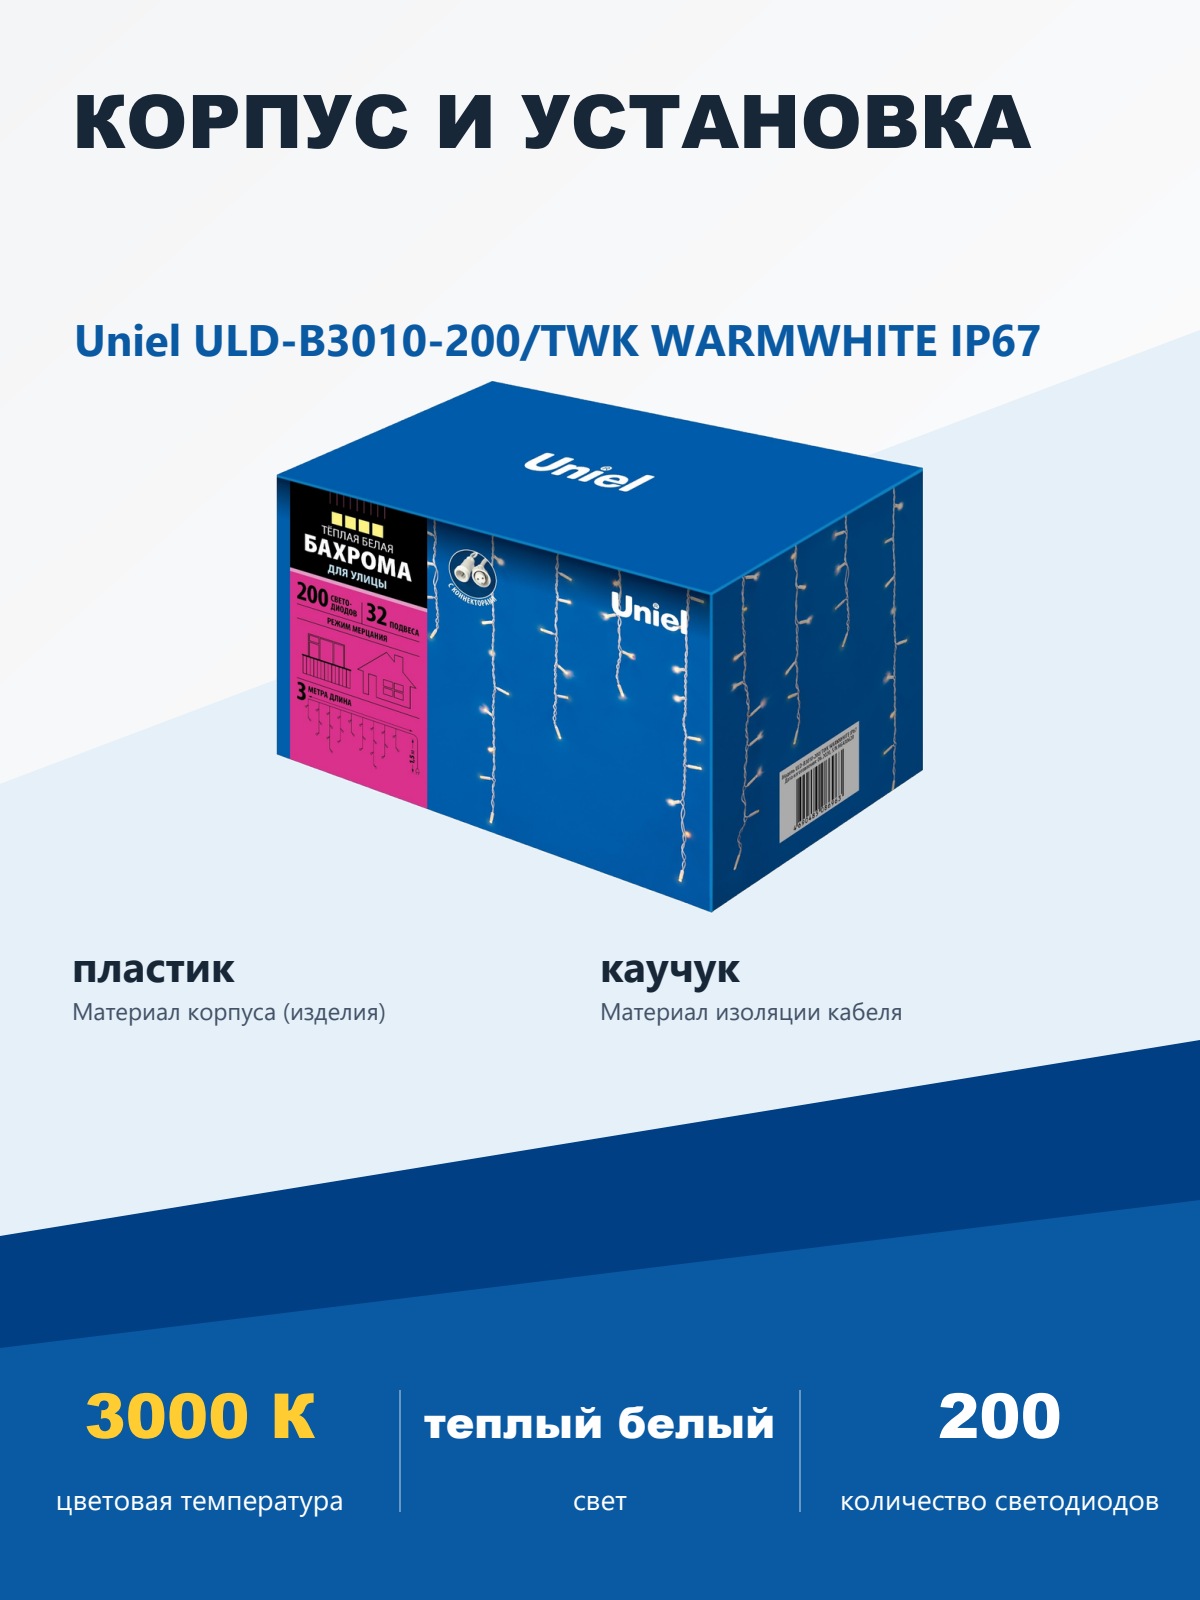 КОРПУС И УСТАНОВКА
Uniel ULD-B3010-200/TWK WARMWHITE IP67
Uniel
ТЁПЛАЯ БЕЛАЯ
БАХРОМА
ДЛЯ УЛИЦЫ
200 СВЕТО-
ДИОДОВ
32 ПОДВЕСА
РЕЖИМ МЕРЦАНИЯ
3 МЕТРА ДЛИНА
С КОННЕКТОРАМИ
Uniel
пластик
Материал корпуса (изделия)
каучук
Материал изоляции кабеля
3000 К
цветовая температура
теплый белый
свет
200
количество светодиодов